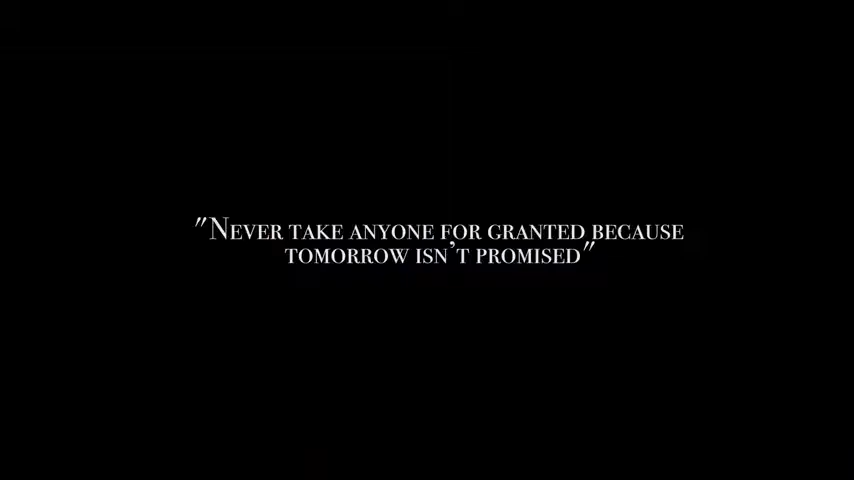 "Never take anyone for granted because
tomorrow isn't promised"